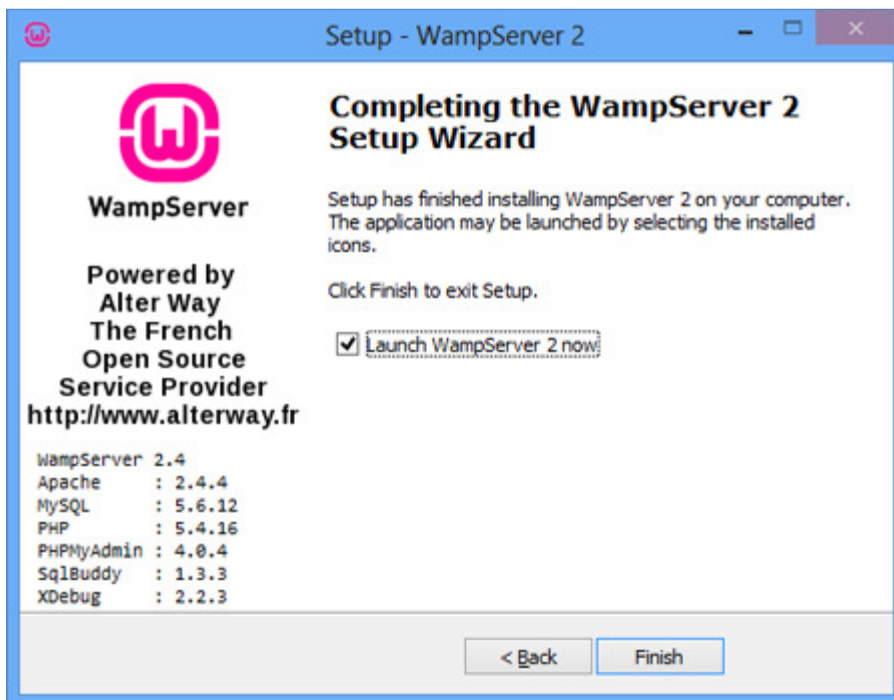 Setup - WampServer 2
WampServer
Powered by
Alter Way
The French
Open Source
Service Provider
http://www.alterway.fr
WampServer 2.4
Apache : 2.4.4
MySQL : 5.6.12
PHP : 5.4.16
PHPMyAdmin : 4.0.4
SqlBuddy : 1.3.3
XDebug : 2.2.3
Completing the WampServer 2
Setup Wizard
Setup has finished installing WampServer 2 on your computer.
The application may be launched by selecting the installed
icons.
Click Finish to exit Setup.
Launch WampServer 2 now
< Back
Finish